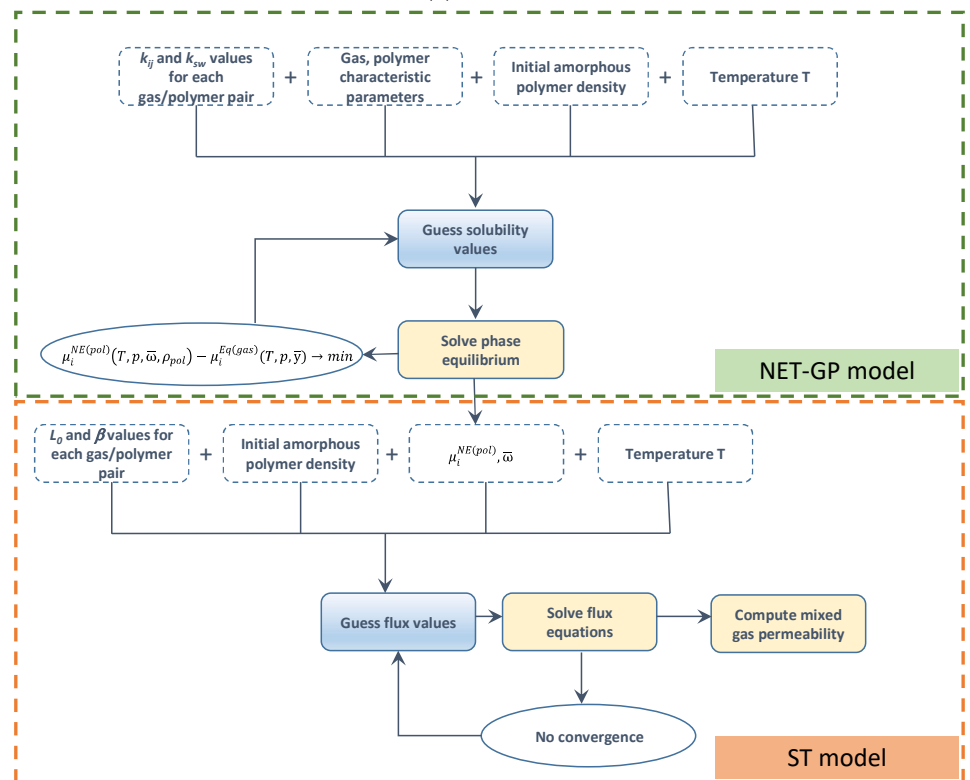 k_ij and k_sw values
for each
gas/polymer pair
+
Gas, polymer
characteristic
parameters
+
Initial amorphous
polymer density
+
Temperature T
Guess solubility
values
μ_i^NE(pol)(T, p, ω̅, ρ_pol) − μ_i^Eq(gas)(T, p, y̅) → min
Solve phase
equilibrium
NET-GP model
L_0 and β values for
each gas/polymer
pair
+
Initial amorphous
polymer density
+
μ_i^NE(pol), ω̅
+
Temperature T
Guess flux values
Solve flux
equations
Compute mixed
gas permeability
No convergence
ST model